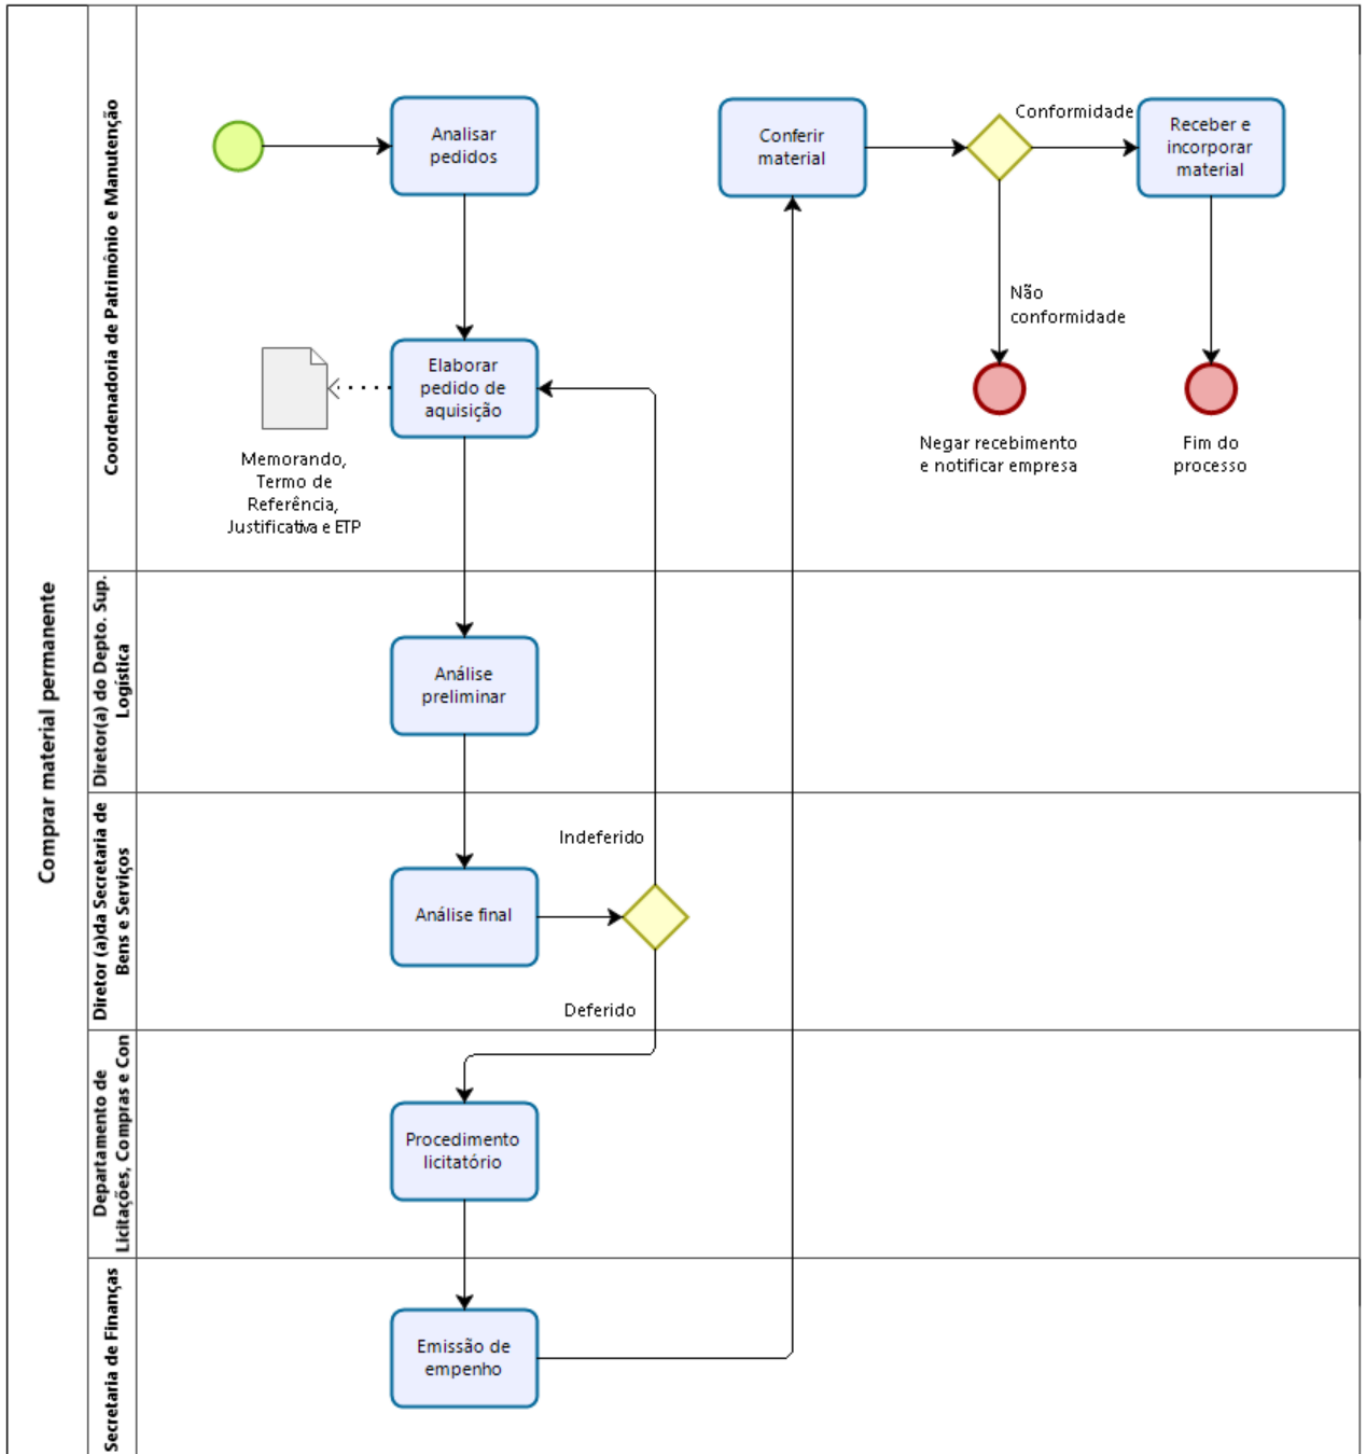 Comprar material permanente
Coordenadoria de Patrimônio e Manutenção
Analisar
pedidos
Elaborar
pedido de
aquisição
Memorando,
Termo de
Referência,
Justificativa e ETP
Conferir
material
Conformidade
Receber e
incorporar
material
Não
conformidade
Negar recebimento
e notificar empresa
Fim do
processo
Diretor(a) do Depto. Sup.
Logística
Análise
preliminar
Diretor (a)da Secretaria de
Bens e Serviços
Análise final
Indeferido
Deferido
Departamento de
Licitações, Compras e Con
Procedimento
licitatório
Secretaria de Finanças
Emissão de
empenho